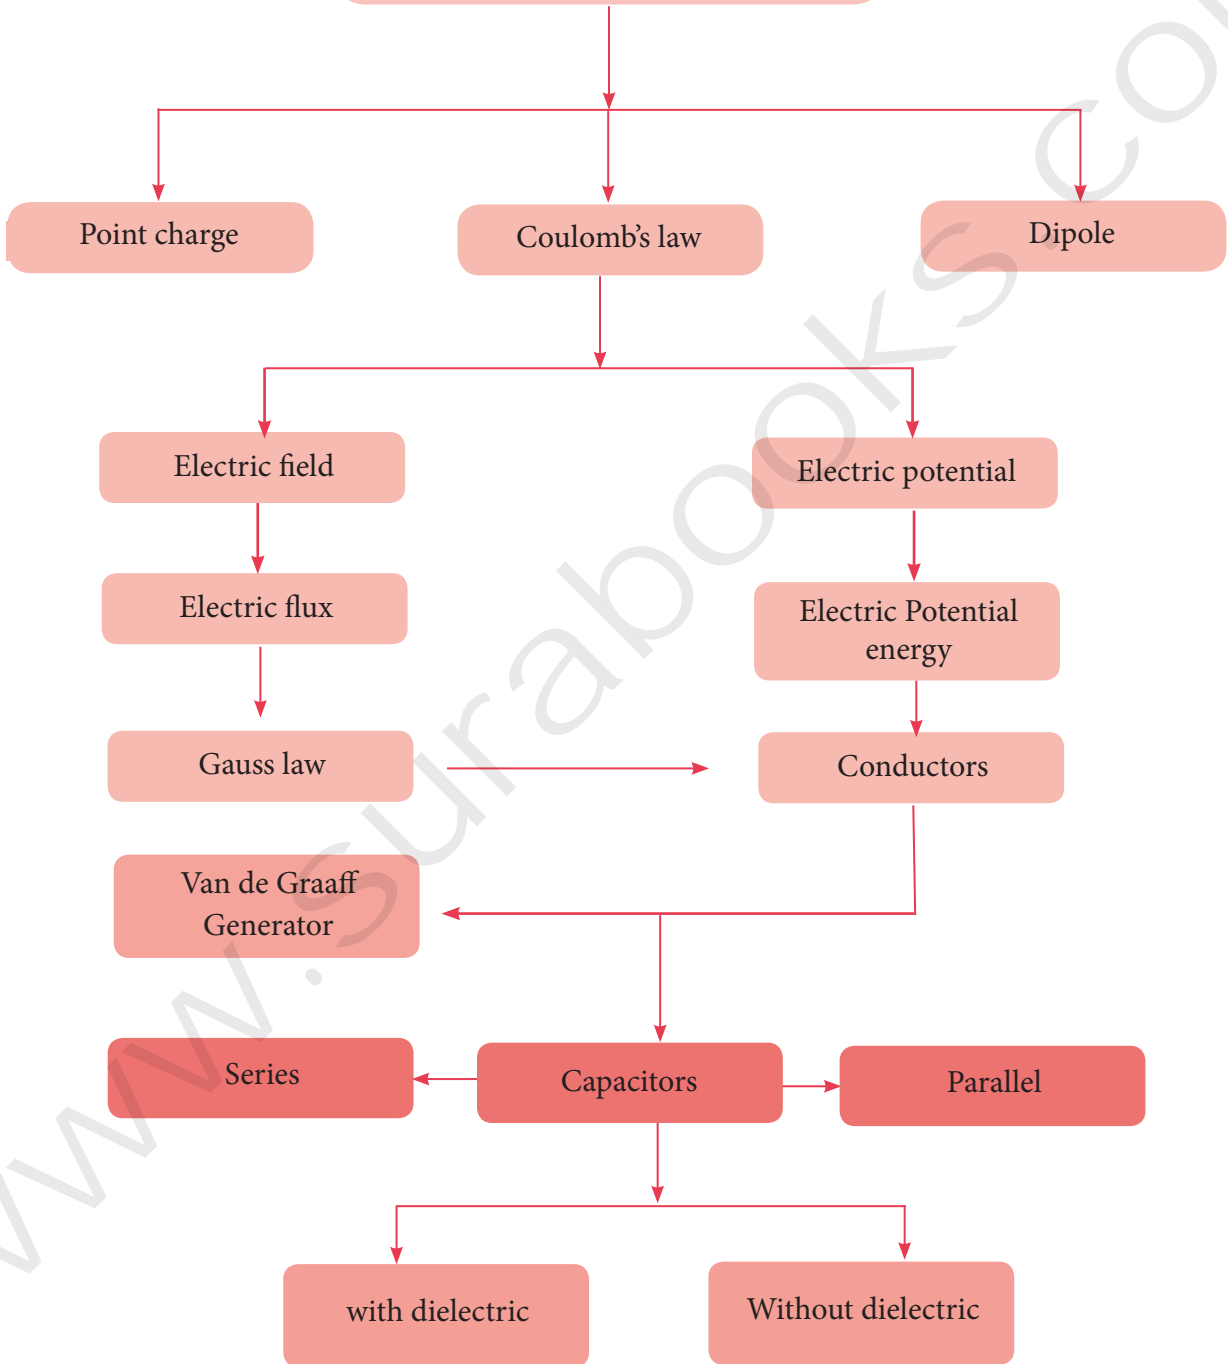 Point charge
Coulomb's law
Dipole
Electric field
Electric potential
Electric flux
Electric Potential
energy
Gauss law
Conductors
Van de Graaff
Generator
Series
Capacitors
Parallel
with dielectric
Without dielectric
www.surabooks.com